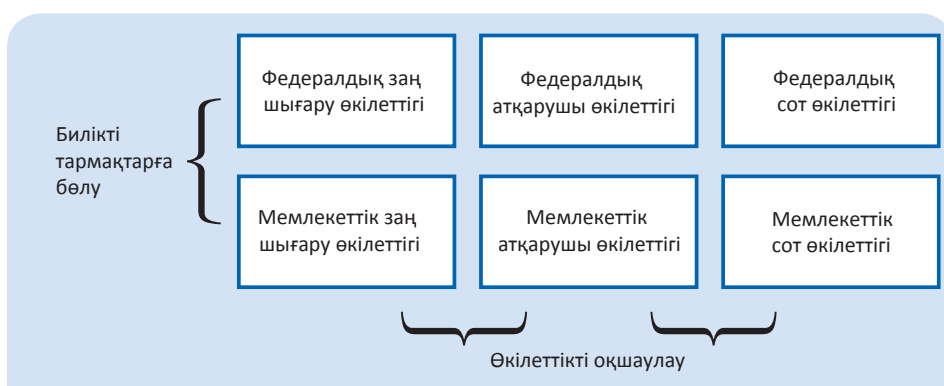 Федералдық заң
шығару өкілеттігі
Федералдық
атқарушы өкілеттігі
Федералдық
сот өкілеттігі
Билікті
тармақтарға
бөлу
Мемлекеттік заң
шығару өкілеттігі
Мемлекеттік
атқарушы өкілеттігі
Мемлекеттік
сот өкілеттігі
Өкілеттікті оқшаулау